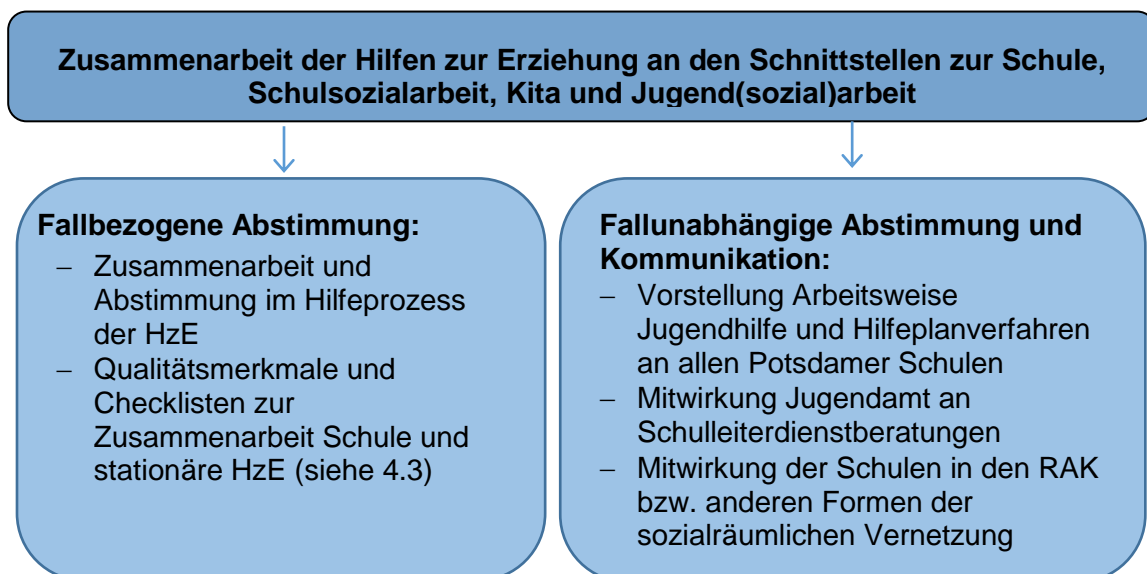 Zusammenarbeit der Hilfen zur Erziehung an den Schnittstellen zur Schule,
Schulsozialarbeit, Kita und Jugend(sozial)arbeit
Fallbezogene Abstimmung:
– Zusammenarbeit und
Abstimmung im Hilfeprozess
der HzE
– Qualitätsmerkmale und
Checklisten zur
Zusammenarbeit Schule und
stationäre HzE (siehe 4.3)
Fallunabhängige Abstimmung und
Kommunikation:
– Vorstellung Arbeitsweise
Jugendhilfe und Hilfeplanverfahren
an allen Potsdamer Schulen
– Mitwirkung Jugendamt an
Schulleiterdienstberatungen
– Mitwirkung der Schulen in den RAK
bzw. anderen Formen der
sozialräumlichen Vernetzung